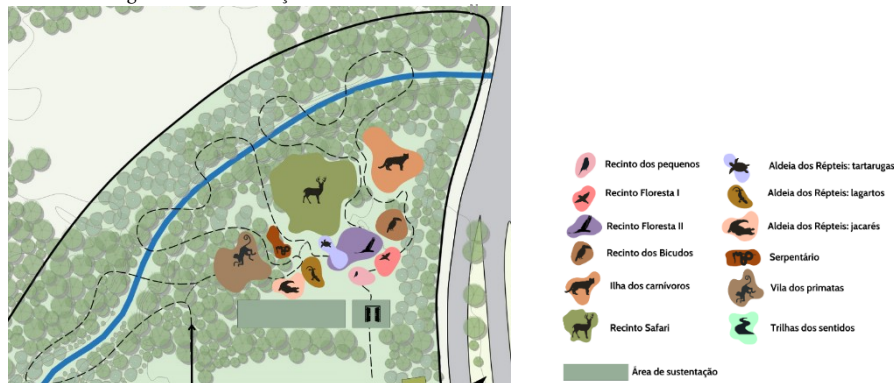 Recinto dos pequenos
Recinto Floresta I
Recinto Floresta II
Recinto dos Bicudos
Ilha dos carnívoros
Recinto Safari
Área de sustentação
Aldeia dos Répteis: tartarugas
Aldeia dos Répteis: lagartos
Aldeia dos Répteis: jacarés
Serpentário
Vila dos primatas
Trilhas dos sentidos